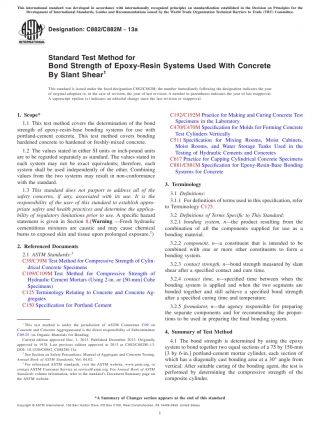 This international standard was developed in accordance with internationally recognized principles on standardization established in the Decision on Principles for the
Development of International Standards, Guides and Recommendations issued by the World Trade Organization Technical Barriers to Trade (TBT) Committee.
Designation: C882/C882M − 13a
Standard Test Method for
Bond Strength of Epoxy-Resin Systems Used With Concrete
By Slant Shear1
This standard is issued under the fixed designation C882/C882M; the number immediately following the designation indicates the year
of original adoption or, in the case of revision, the year of last revision. A number in parentheses indicates the year of last reapproval.
A superscript epsilon (ε) indicates an editorial change since the last revision or reapproval.
1. Scope*
1.1 This test method covers the determination of the bond
strength of epoxy-resin-base bonding systems for use with
portland-cement concrete. This test method covers bonding
hardened concrete to hardened or freshly-mixed concrete.
1.2 The values stated in either SI units or inch-pound units
are to be regarded separately as standard. The values stated in
each system may not be exact equivalents; therefore, each
system shall be used independently of the other. Combining
values from the two systems may result in non-conformance
with the standard.
1.3 This standard does not purport to address all of the
safety concerns, if any, associated with its use. It is the
responsibility of the user of this standard to establish appro-
priate safety and health practices and determine the applica-
bility of regulatory limitations prior to use. A specific hazard
statement is given in Section 8.(Warning —Fresh hydraulic
cementitious mixtures are caustic and may cause chemical
burns to exposed skin and tissue upon prolonged exposure.2)
2. Referenced Documents
2.1 ASTM Standards:3
C39/C39M Test Method for Compressive Strength of Cylin-
drical Concrete Specimens
C109/C109M Test Method for Compressive Strength of
Hydraulic Cement Mortars (Using 2-in. or [50-mm] Cube
Specimens)
C125 Terminology Relating to Concrete and Concrete Ag-
gregates
C150 Specification for Portland Cement
1 This test method is under the jurisdiction of ASTM Committee C09 on
Concrete and Concrete Aggregates and is the direct responsibility of Subcommittee
C09.25 on Organic Materials for Bonding.
Current edition approved Dec. 1, 2013. Published December 2013. Originally
approved in 1978. Last previous edition approved in 2013 as C882/C882M–13.
DOI: 10.1520/C0882_C0882M-13A.
2 See Section on Safety Precautions, Manual of Aggregate and Concrete Testing,
Annual Book of ASTM Standards, Vol. 04.02.
3 For referenced ASTM standards, visit the ASTM website, www.astm.org, or
contact ASTM Customer Service at service@astm.org. For Annual Book of ASTM
Standards volume information, refer to the standard's Document Summary page on
the ASTM website.
C192/C192M Practice for Making and Curing Concrete Test
Specimens in the Laboratory
C470/C470M Specification for Molds for Forming Concrete
Test Cylinders Vertically
C511 Specification for Mixing Rooms, Moist Cabinets,
Moist Rooms, and Water Storage Tanks Used in the
Testing of Hydraulic Cements and Concretes
C617 Practice for Capping Cylindrical Concrete Specimens
C881/C881M Specification for Epoxy-Resin-Base Bonding
Systems for Concrete
3. Terminology
3.1 Definitions:
3.1.1 For definitions of terms used in this specification, refer
to Terminology C125.
3.2 Definitions of Terms Specific to This Standard:
3.2.1 bonding system, n—the product resulting from the
combination of all the components supplied for use as a
bonding material.
3.2.2 component, n—a constituent that is intended to be
combined with one or more other constituents to form a
bonding system.
3.2.3 contact strength, n—bond strength measured by slant
shear after a specified contact and cure time.
3.2.4 contact time, n—specified time between when the
bonding system is applied and when the two segments are
bonded together and still achieve a specified bond strength
after a specified curing time and temperature.
3.2.5 formulator, n—the agency responsible for preparing
the separate components and for recommending the propor-
tions to be used in preparing the final bonding system.
4. Summary of Test Method
4.1 The bond strength is determined by using the epoxy
system to bond together two equal sections of a 75 by 150-mm
[3 by 6-in.] portland-cement mortar cylinder, each section of
which has a diagonally cast bonding area at a 30° angle from
vertical. After suitable curing of the bonding agent, the test is
performed by determining the compressive strength of the
composite cylinder.
*A Summary of Changes section appears at the end of this standard
Copyright © ASTM International, 100 Barr Harbor Drive, PO Box C700, West Conshohocken, PA 19428-2959. United States
1